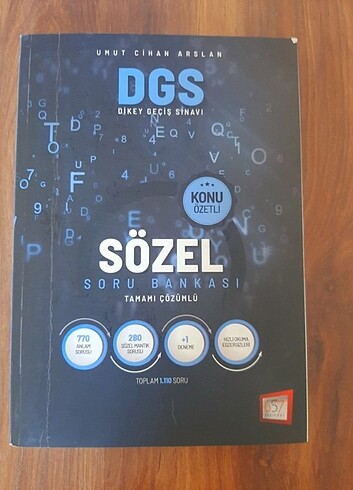 UMUT CİHAN ARSLAN
DGS
DİKEY GEÇİŞ SINAVI
KONU
ÖZETLİ
SÖZEL
SORU BANKASI
TAMAMI ÇÖZÜMLÜ
770
ANLAM
SORUSU
280
SÖZEL MANTIK
SORUSU
+1
DENEME
HIZLI OKUMA
EGZERSİZLERİ
TOPLAM 1.110 SORU
657